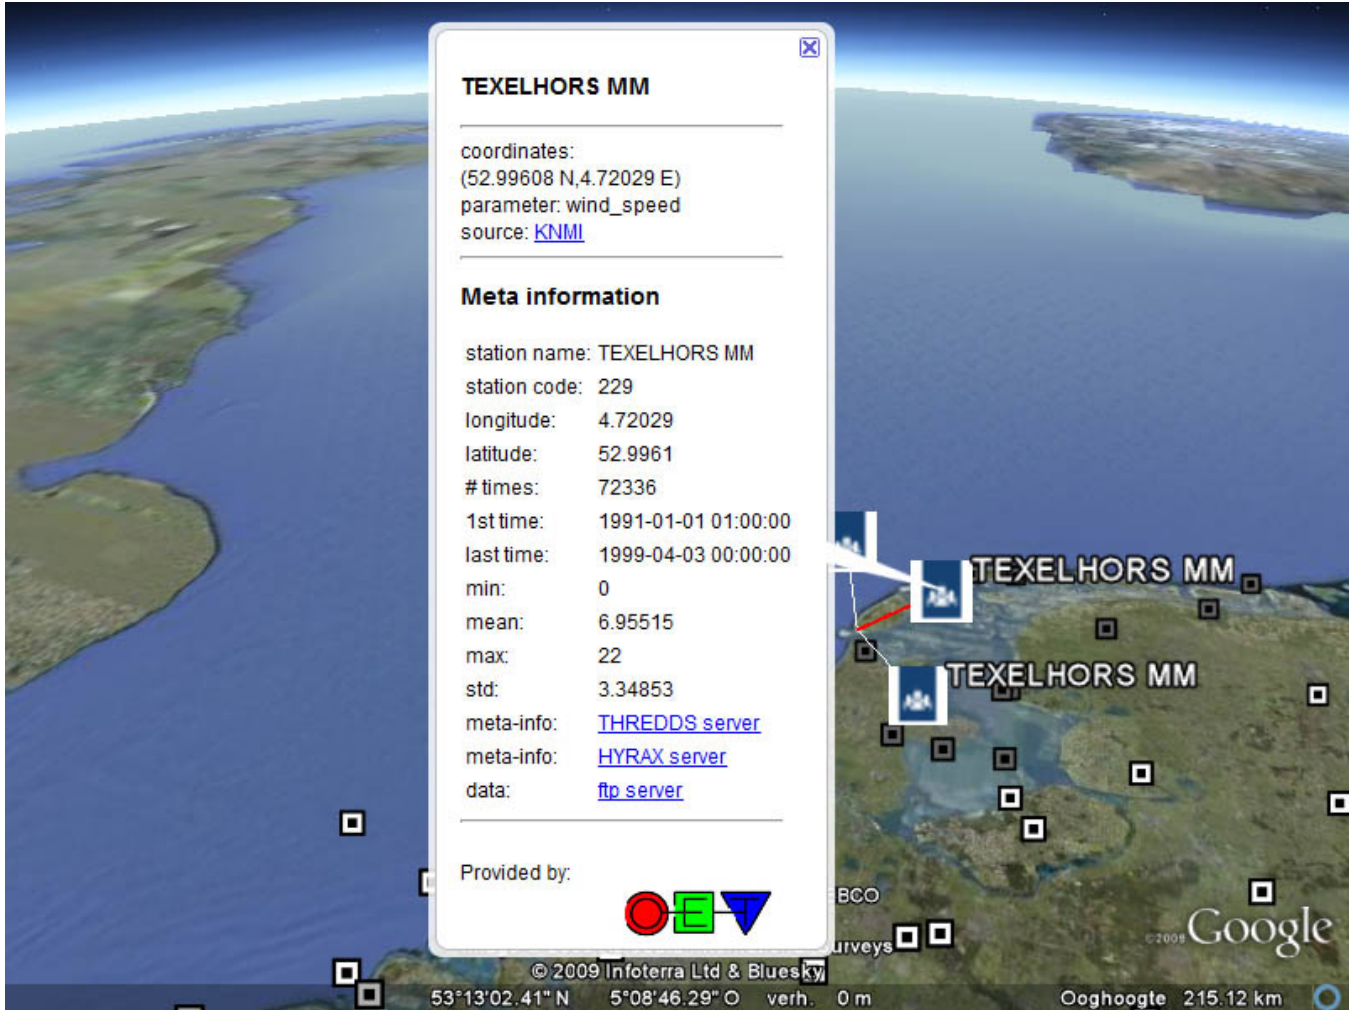 TEXELHORS MM
coordinates:
(52.99608 N,4.72029 E)
parameter: wind_speed
source: KNMI
Meta information
station name: TEXELHORS MM
station code: 229
longitude: 4.72029
latitude: 52.9961
# times: 72336
1st time: 1991-01-01 01:00:00
last time: 1999-04-03 00:00:00
min: 0
mean: 6.95515
max: 22
std: 3.34853
meta-info: THREDDS server
meta-info: HYRAX server
data: ftp server
Provided by:
O E T
TEXELHORS MM
TEXELHORS MM
©2009 Google
© 2009 Infoterra Ltd & Bluesky
53°13'02.41" N 5°08'46.29" O verh. 0 m Ooghoogte 215.12 km